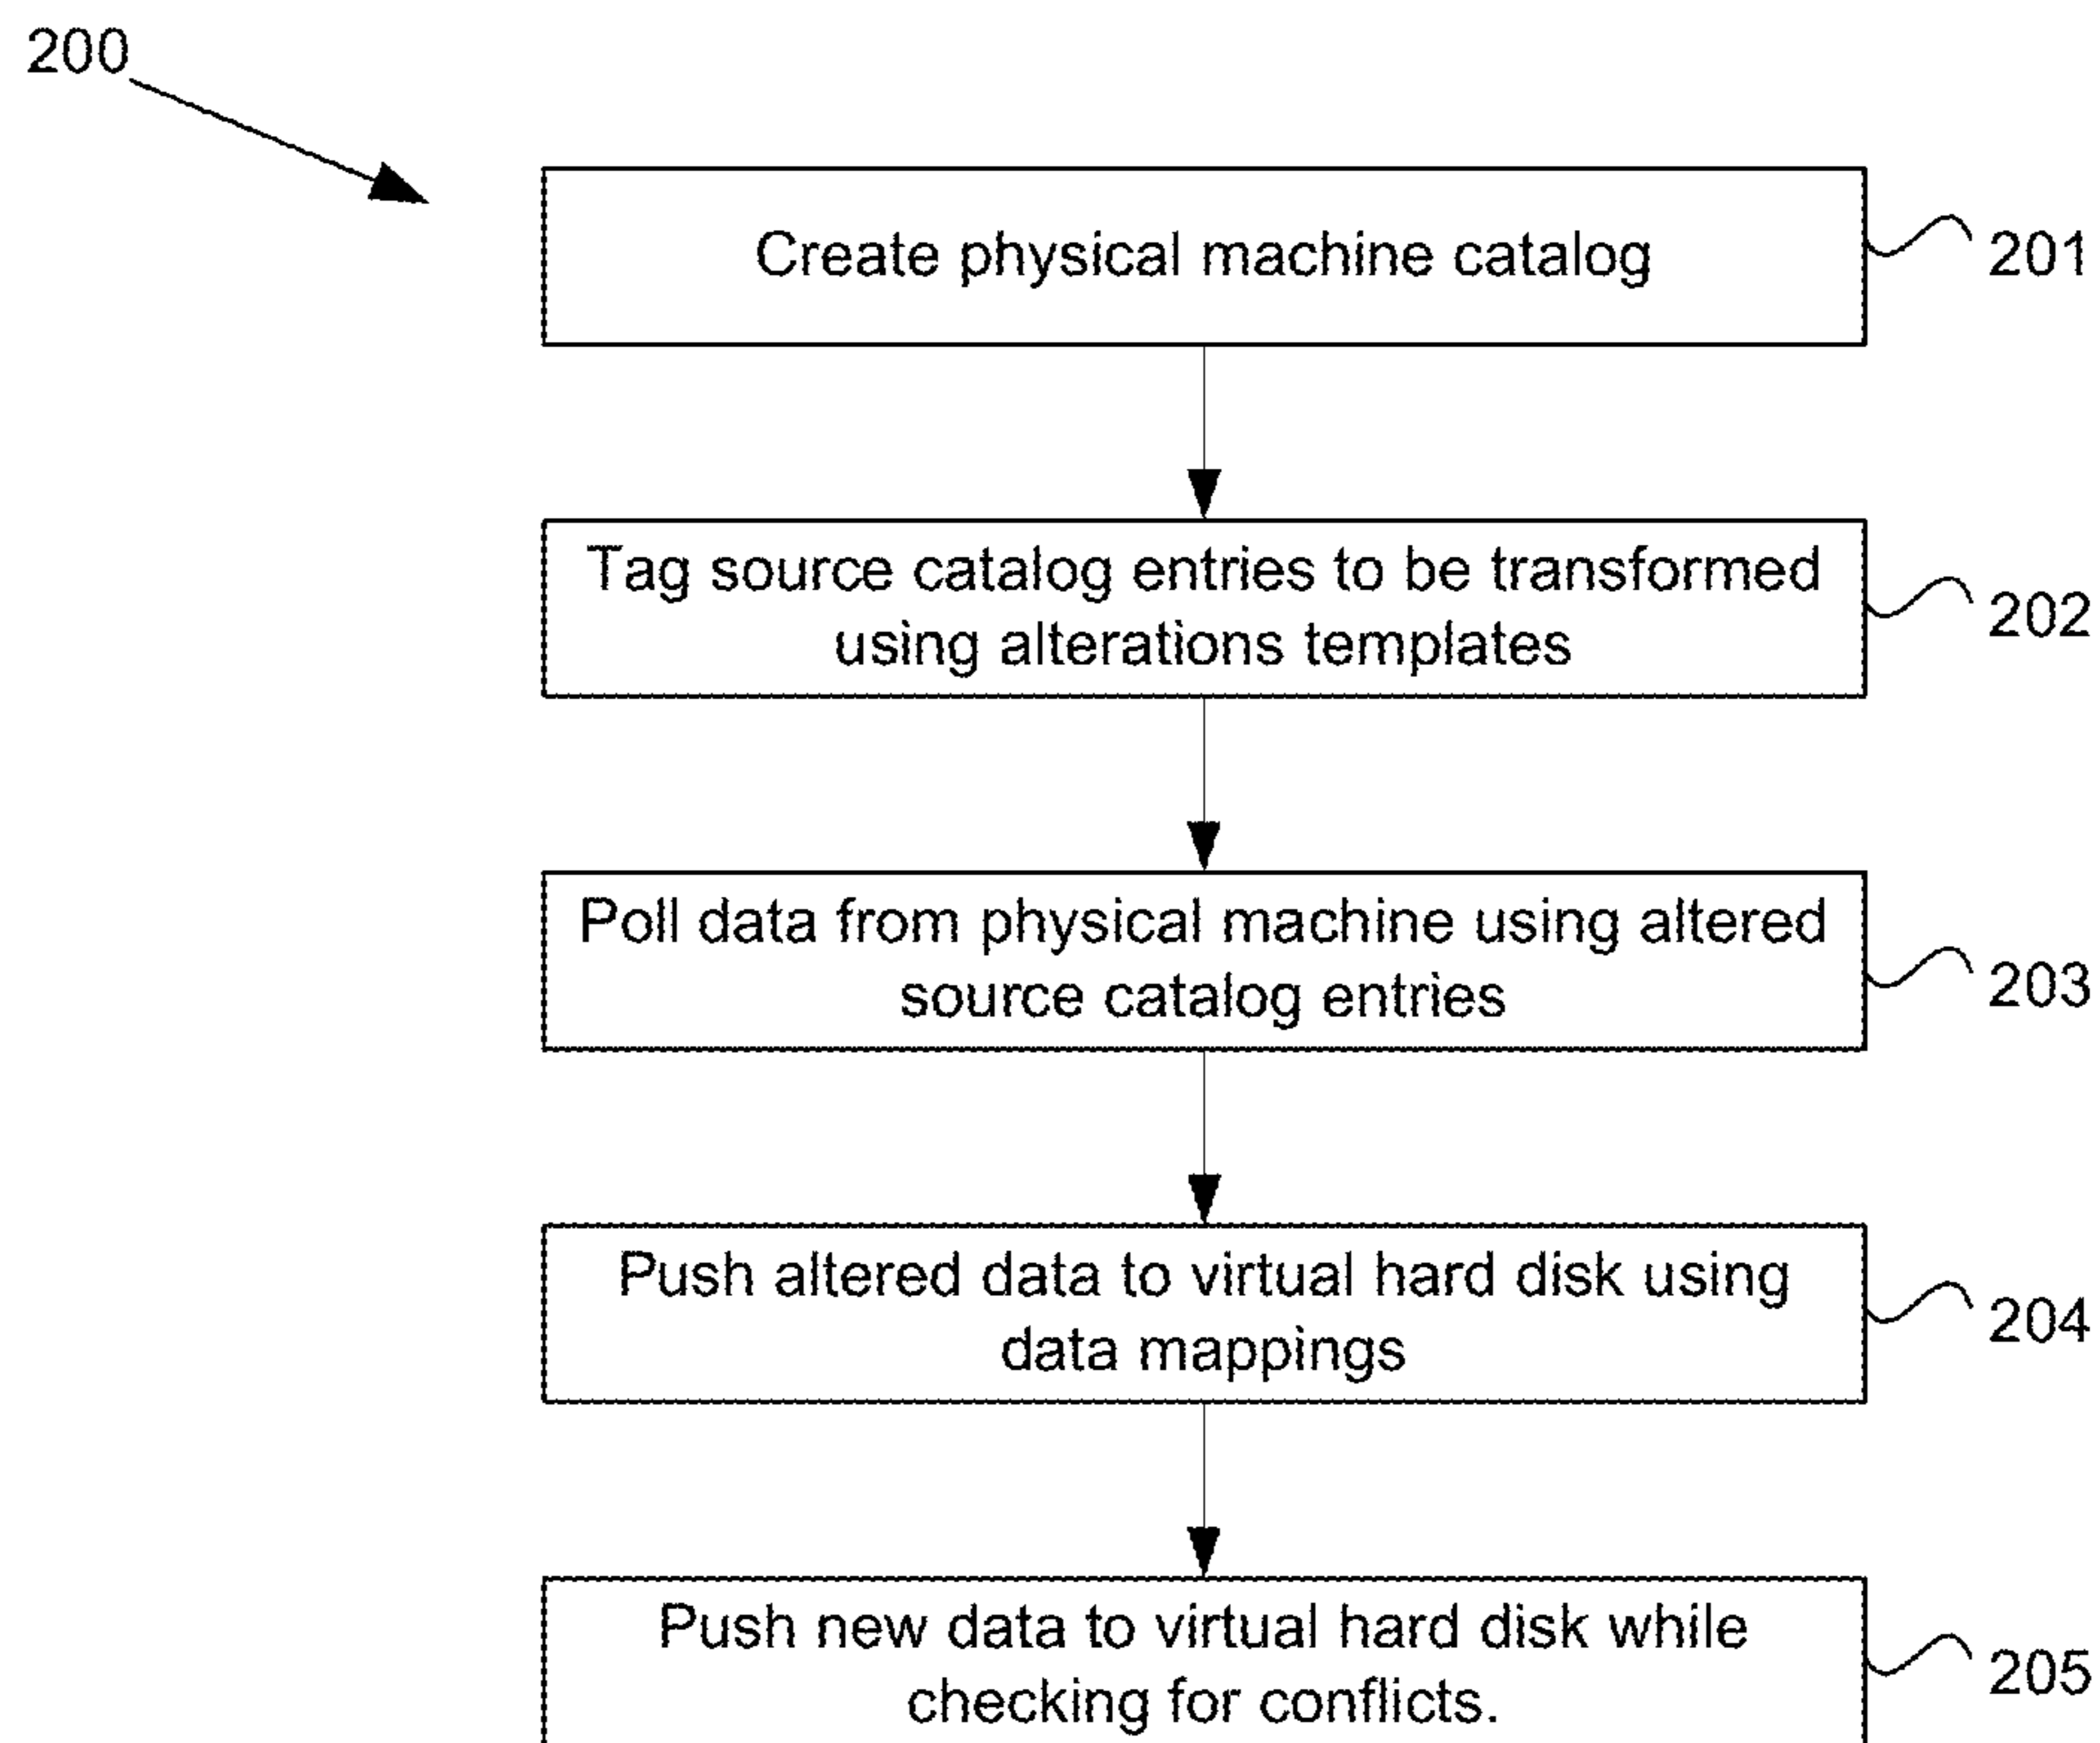 200
Create physical machine catalog
201
Tag source catalog entries to be transformed
using alterations templates
202
Poll data from physical machine using altered
source catalog entries
203
Push altered data to virtual hard disk using
data mappings
204
Push new data to virtual hard disk while
checking for conflicts.
205